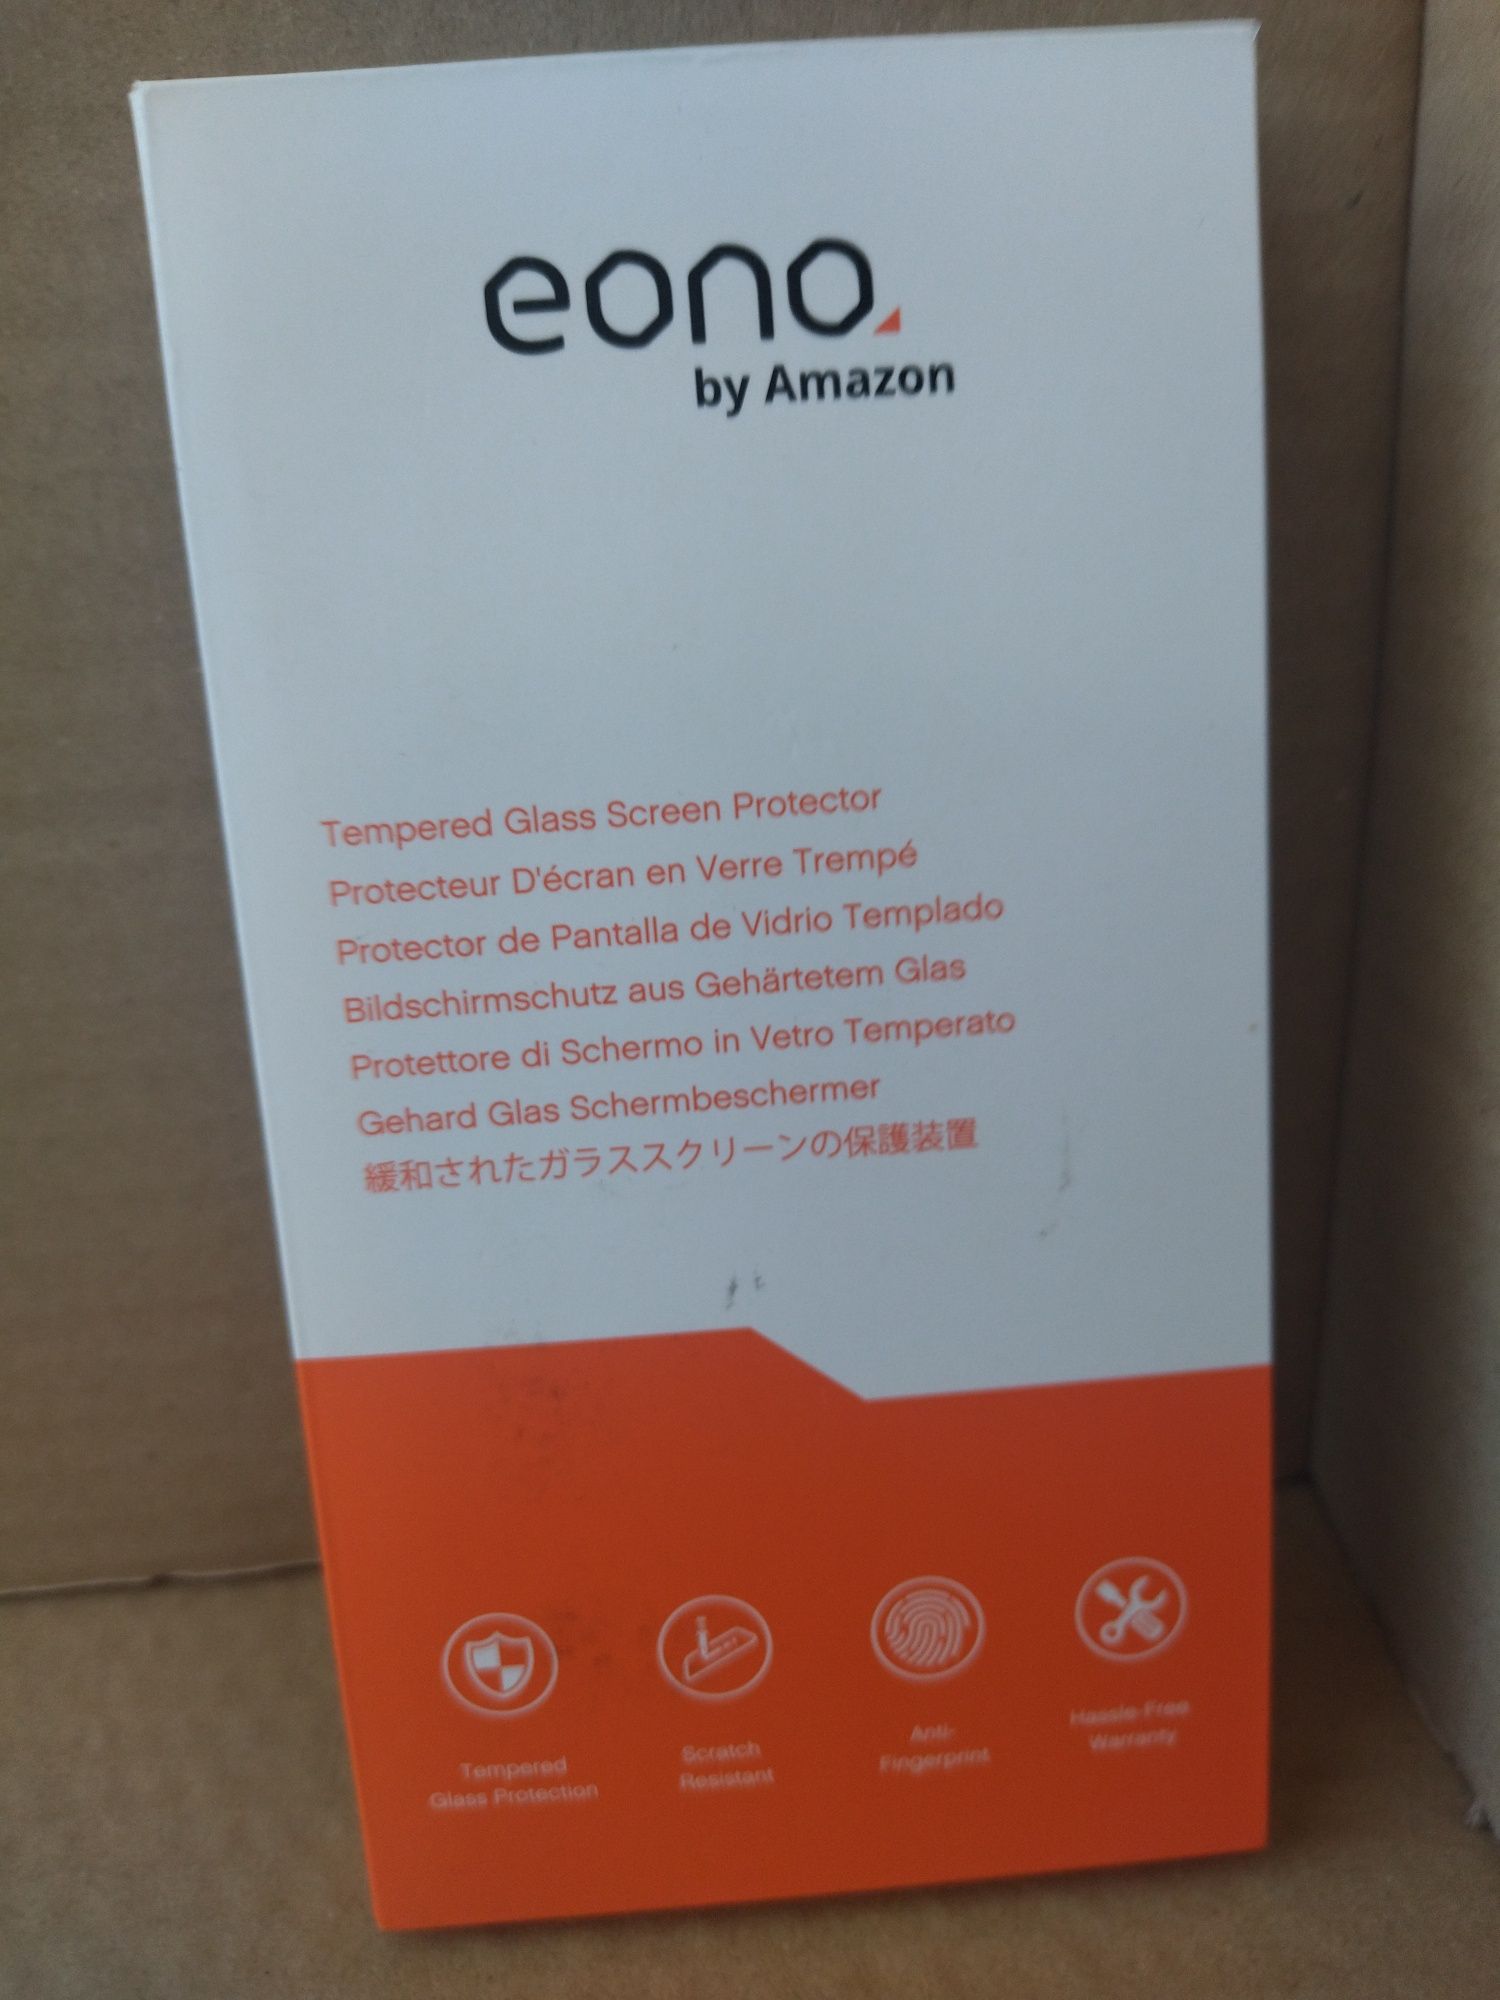 eono
by Amazon
Tempered Glass Screen Protector
Protecteur D'écran en Verre Trempé
Protector de Pantalla de Vidrio Templado
Bildschirmschutz aus Gehärtetem Glas
Protettore di Schermo in Vetro Temperato
Gehard Glas Schermbeschermer
緩和されたガラススクリーンの保護装置
Tempered
Glass Protection
Scratch
Resistant
Anti-
Fingerprint
Hassle-Free
Warranty